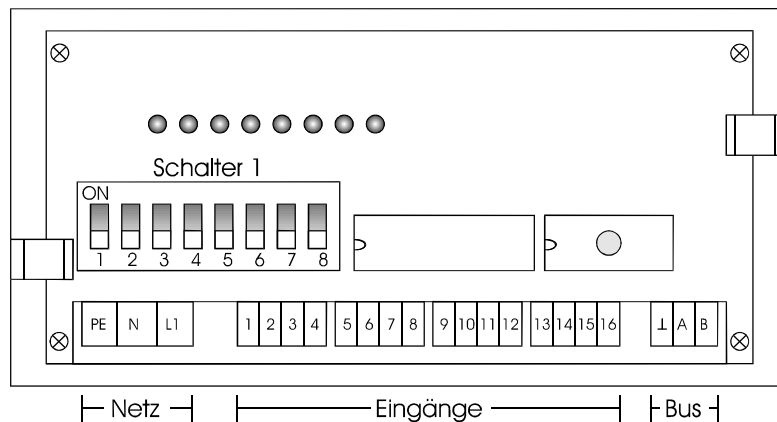 Schalter 1
ON
1 2 3 4 5 6 7 8
PE N L1 1 2 3 4 5 6 7 8 9 10 11 12 13 14 15 16 ⊥ A B
Netz Eingänge Bus